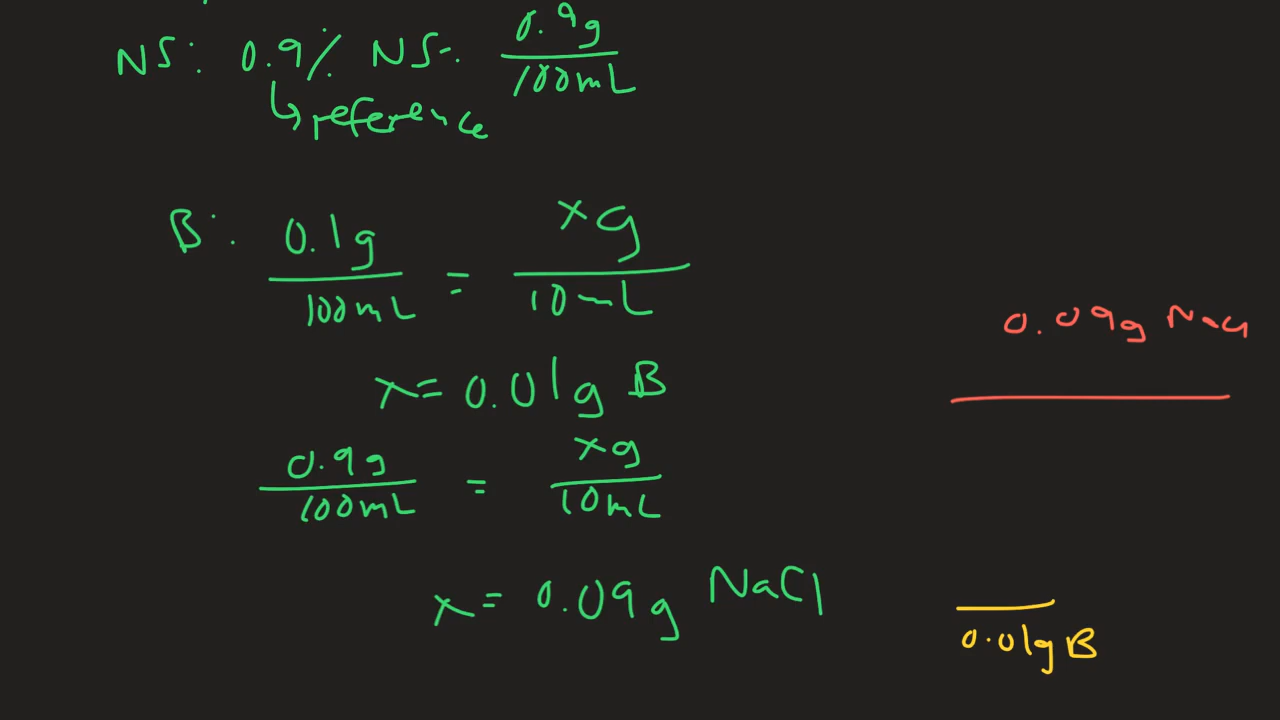 NS: 0.9% NS = 0.9g/100mL
↳ reference
B: 0.1g/100mL = xg/10mL
x = 0.01g B
0.9g/100mL = xg/10mL
x = 0.09g NaCl
0.09g NaCl
0.01g B